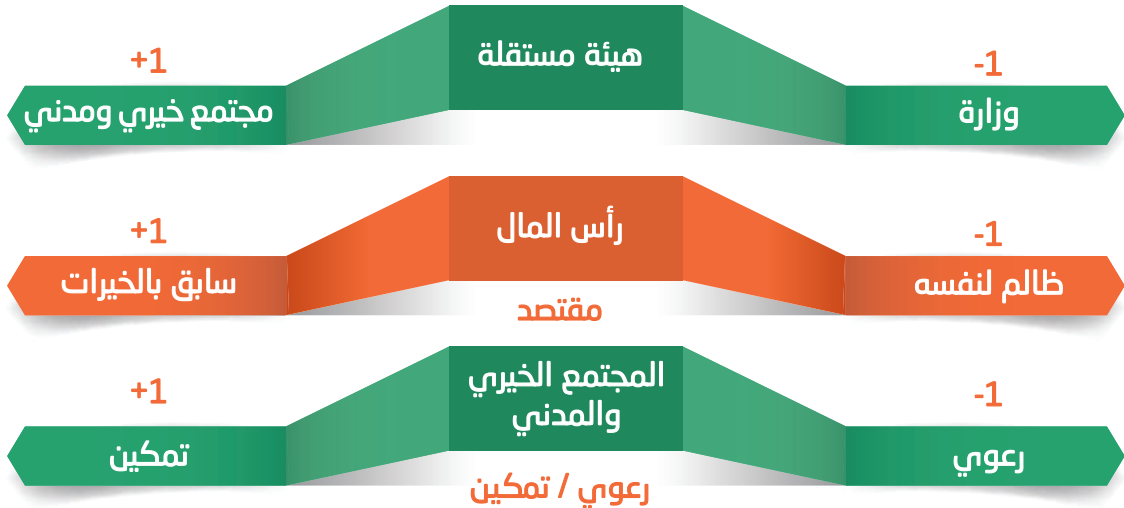 هيئة مستقلة
-1
+1
وزارة
مجتمع خيري ومدني
رأس المال
-1
+1
ظالم لنفسه
سابق بالخيرات
مقتصد
المجتمع الخيري
والمدني
-1
+1
رعوي
تمكين
رعوي / تمكين